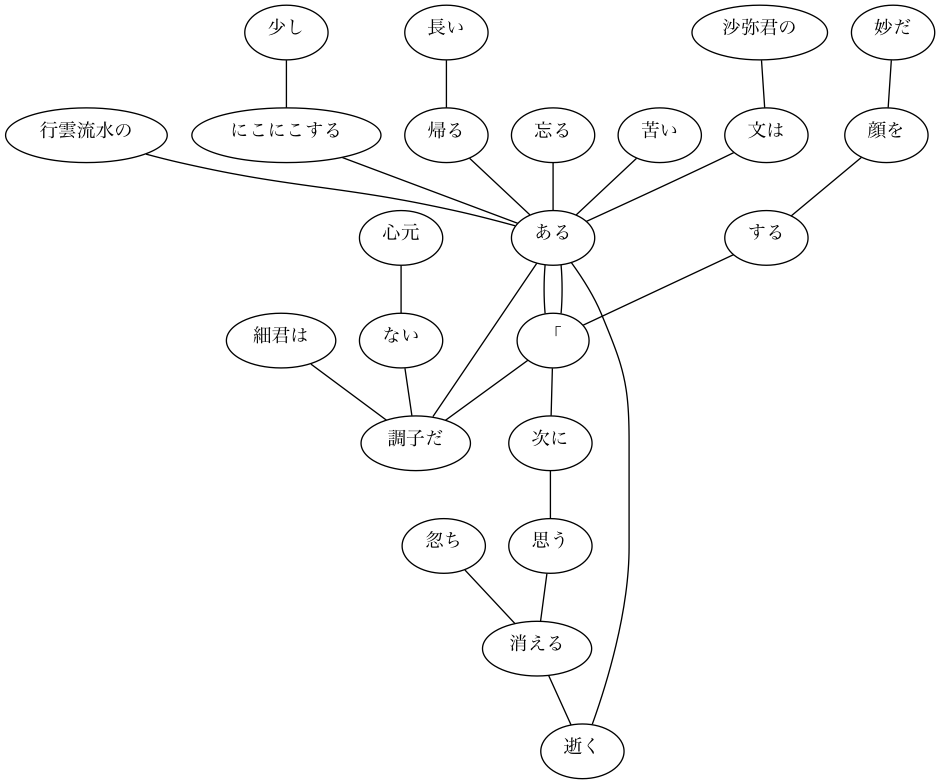 少し
長い
沙弥君の
妙だ
行雲流水の
にこにこする
帰る
忘る
苦い
文は
顔を
心元
ある
する
細君は
ない
「
調子だ
次に
忽ち
思う
消える
逝く